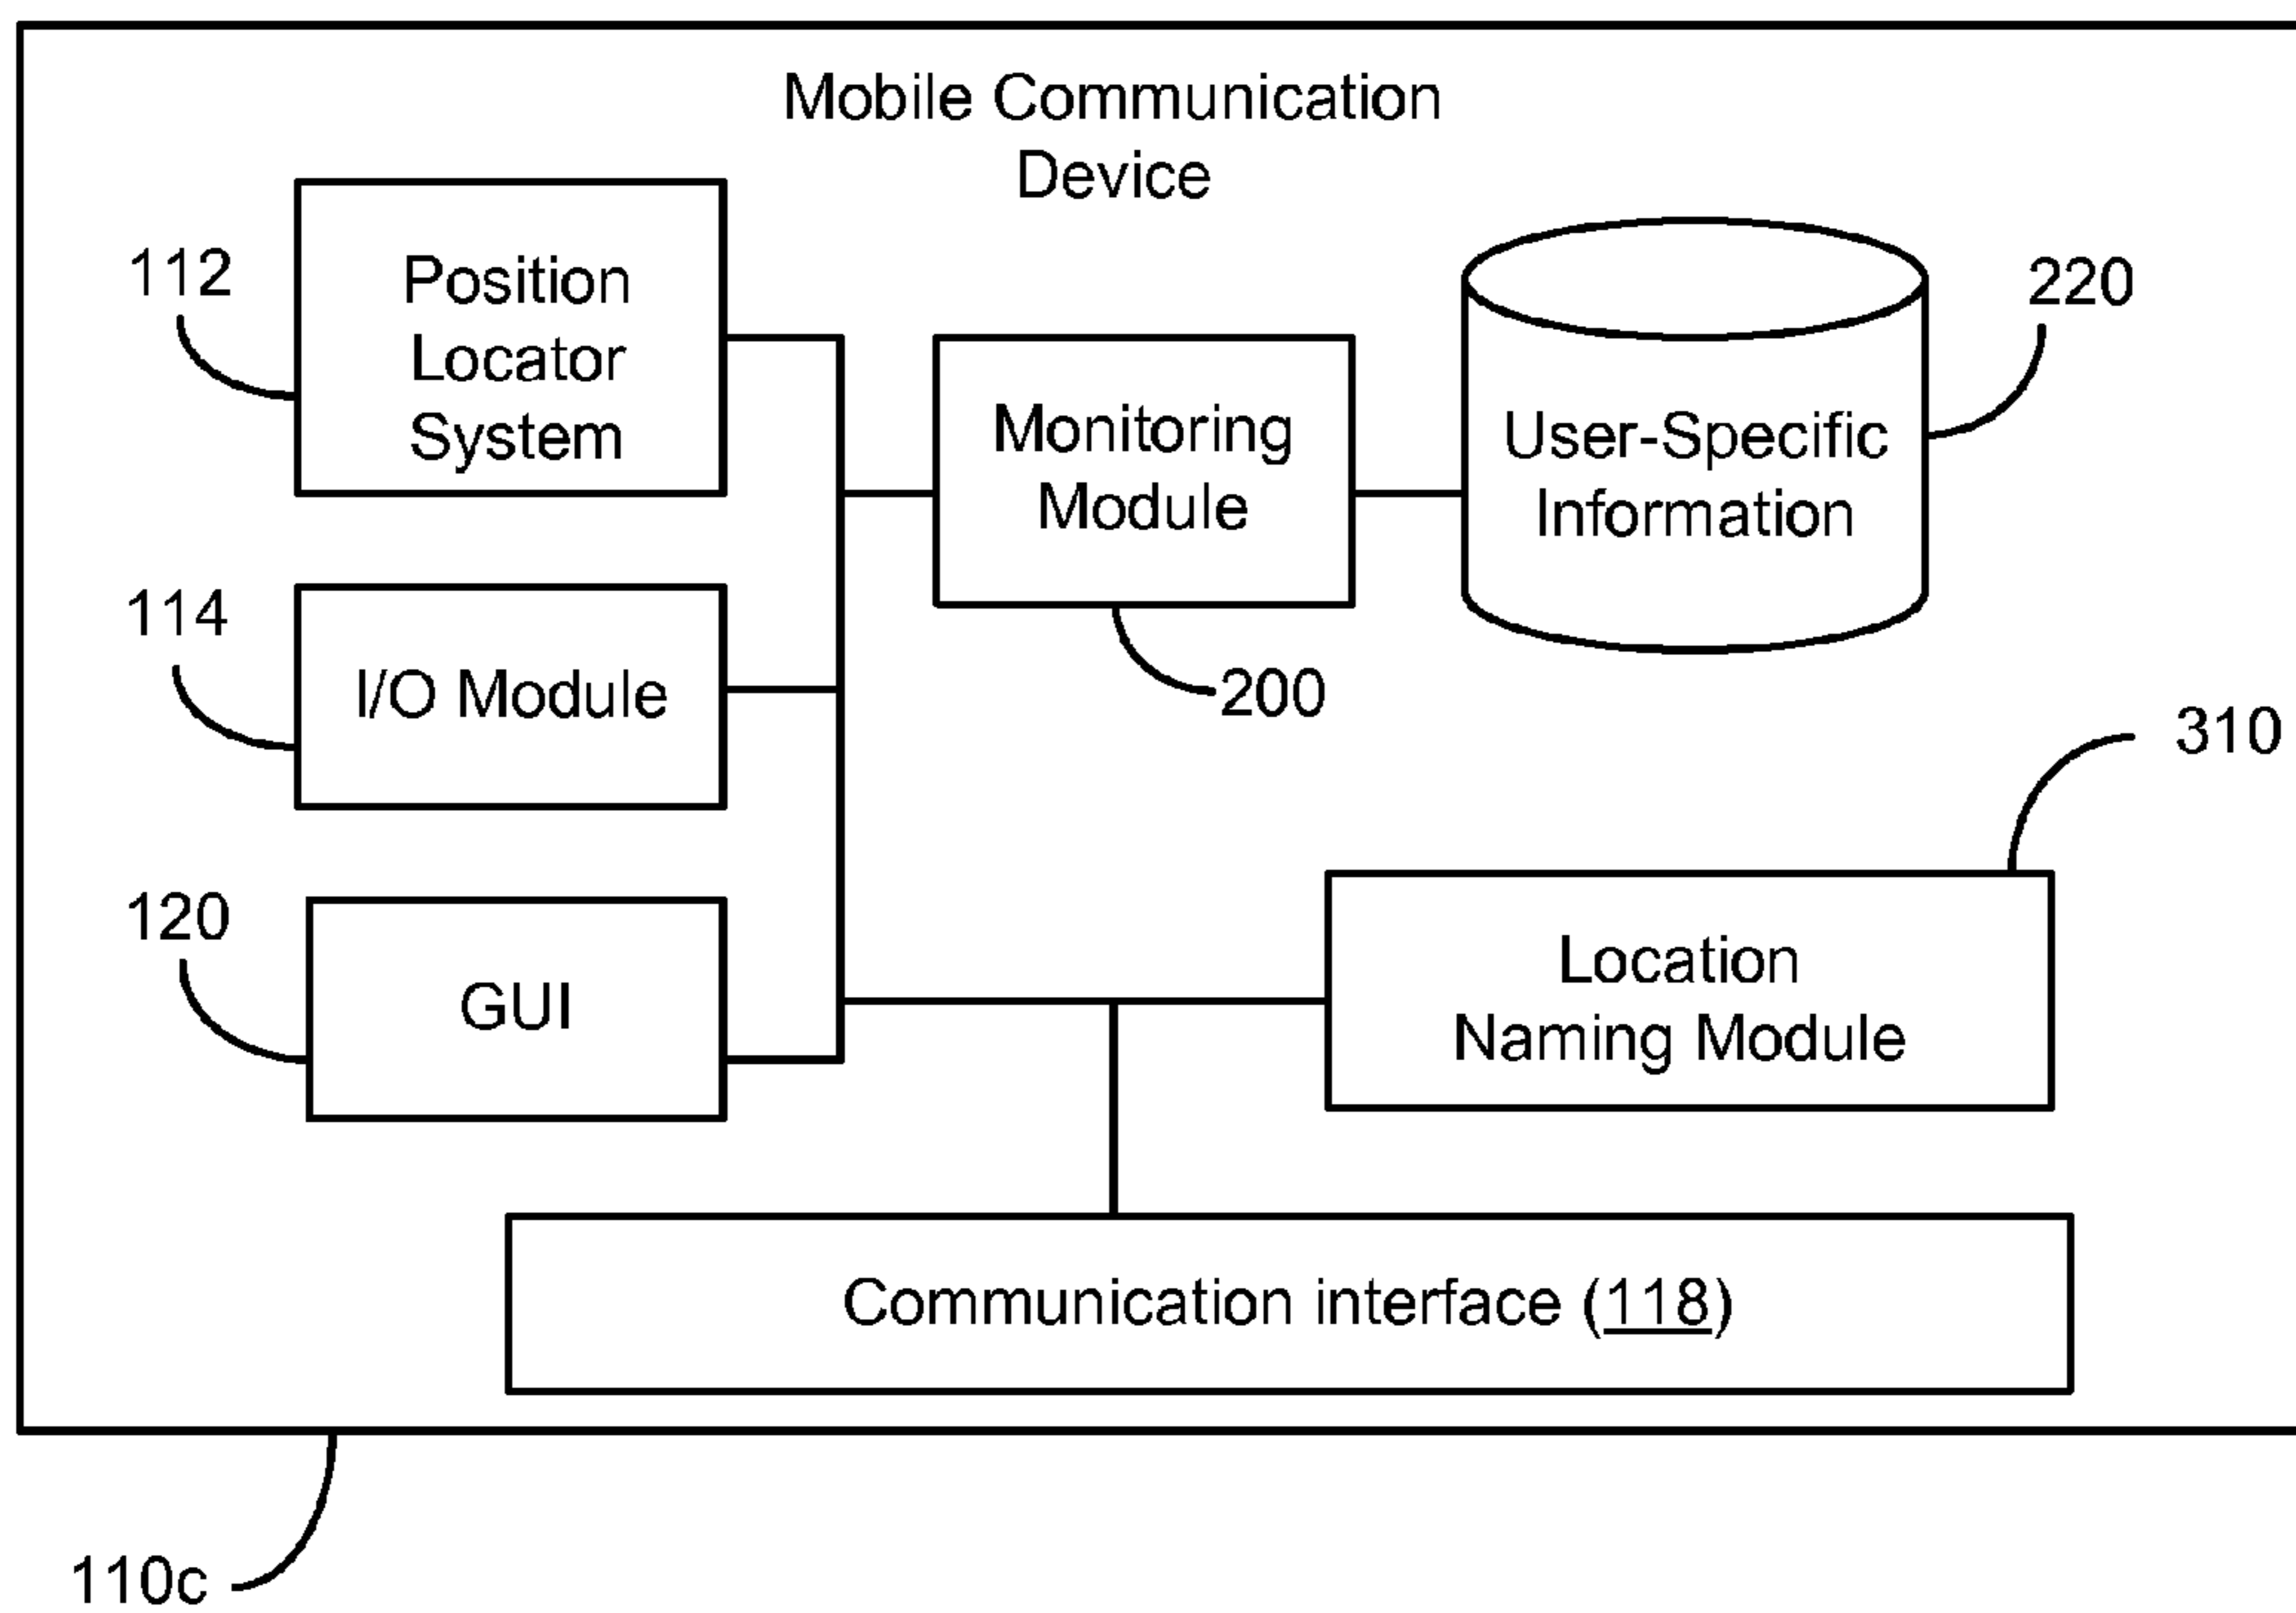 Mobile Communication
Device
112
Position
Locator
System
220
Monitoring
Module
User-Specific
Information
114
I/O Module
200
310
120
GUI
Location
Naming Module
Communication interface (118)
110c